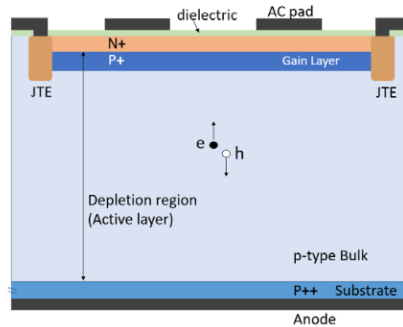 dielectric
AC pad
N+
P+
Gain Layer
JTE
JTE
e
h
Depletion region
(Active layer)
p-type Bulk
P++ Substrate
Anode